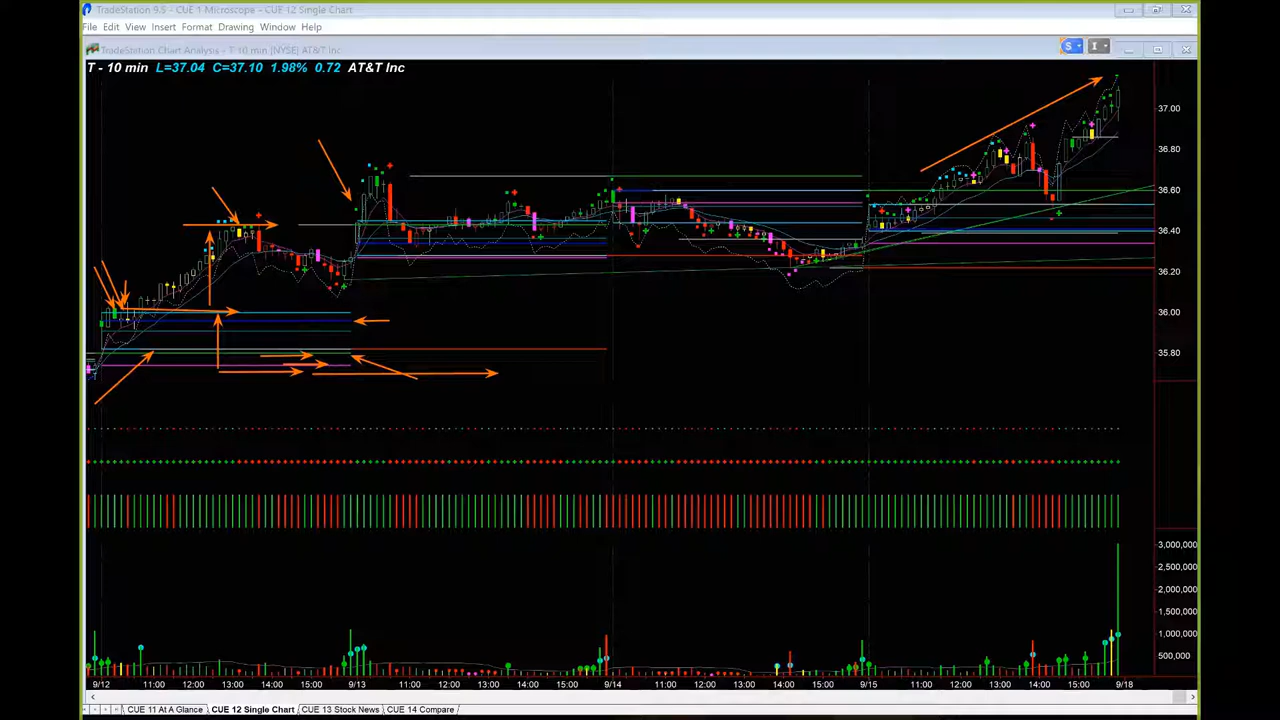 TradeStation 9.5 - CUE 1 Microscope - CUE 12 Single Chart
File Edit View Insert Format Drawing Window Help
TradeStation Chart Analysis - T: 10 min [NYSE] AT&T Inc
S I
T - 10 min L=37.04 C=37.10 1.98% 0.72 AT&T Inc
37.00
36.80
36.60
36.40
36.20
36.00
35.80
3,000,000
2,500,000
2,000,000
1,500,000
1,000,000
500,000
9/12 11:00 12:00 13:00 14:00 15:00 9/13 11:00 12:00 13:00 14:00 15:00 9/14 11:00 12:00 13:00 14:00 15:00 9/15 11:00 12:00 13:00 14:00 15:00 9/18
CUE 11 At A Glance CUE 12 Single Chart CUE 13 Stock News CUE 14 Compare